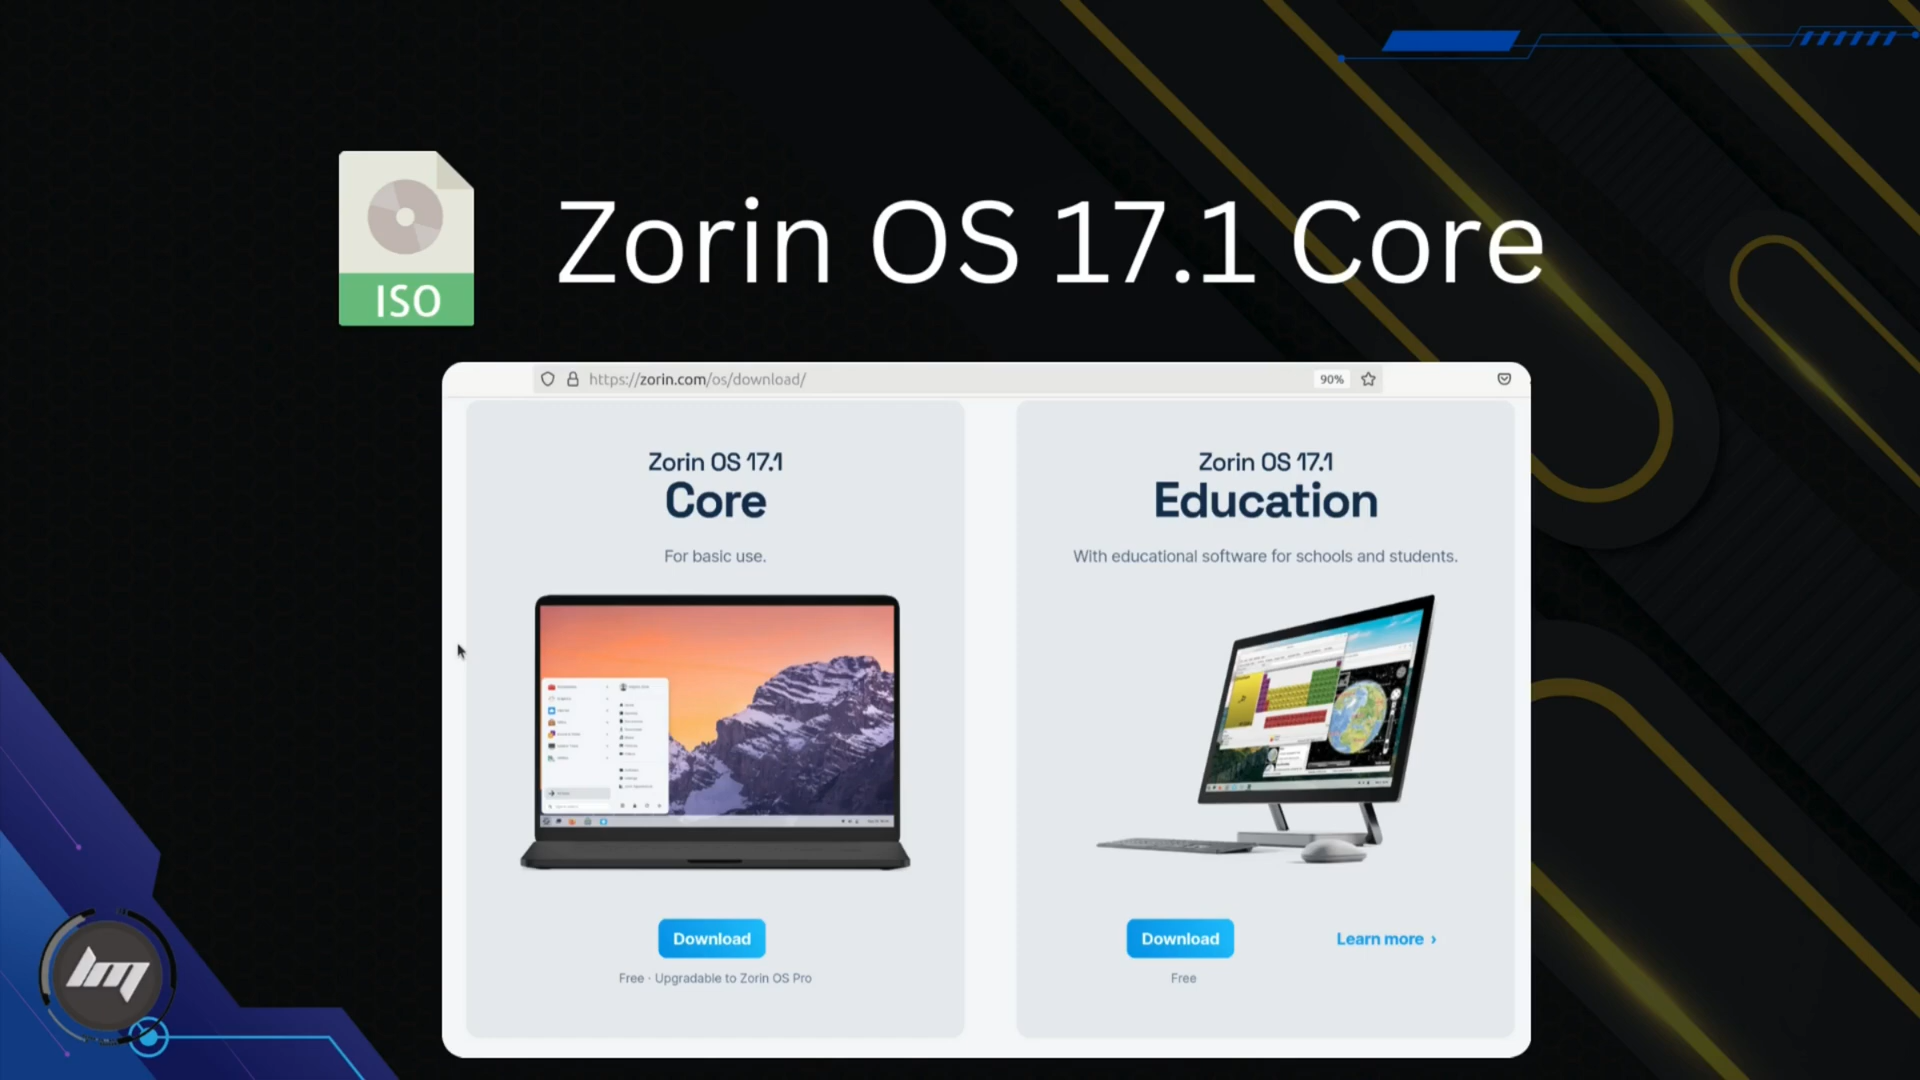 ISO
Zorin OS 17.1 Core
https://zorin.com/os/download/
90%
Zorin OS 17.1
Core
For basic use.
Download
Free · Upgradable to Zorin OS Pro
Zorin OS 17.1
Education
With educational software for schools and students.
Download
Learn more ›
Free